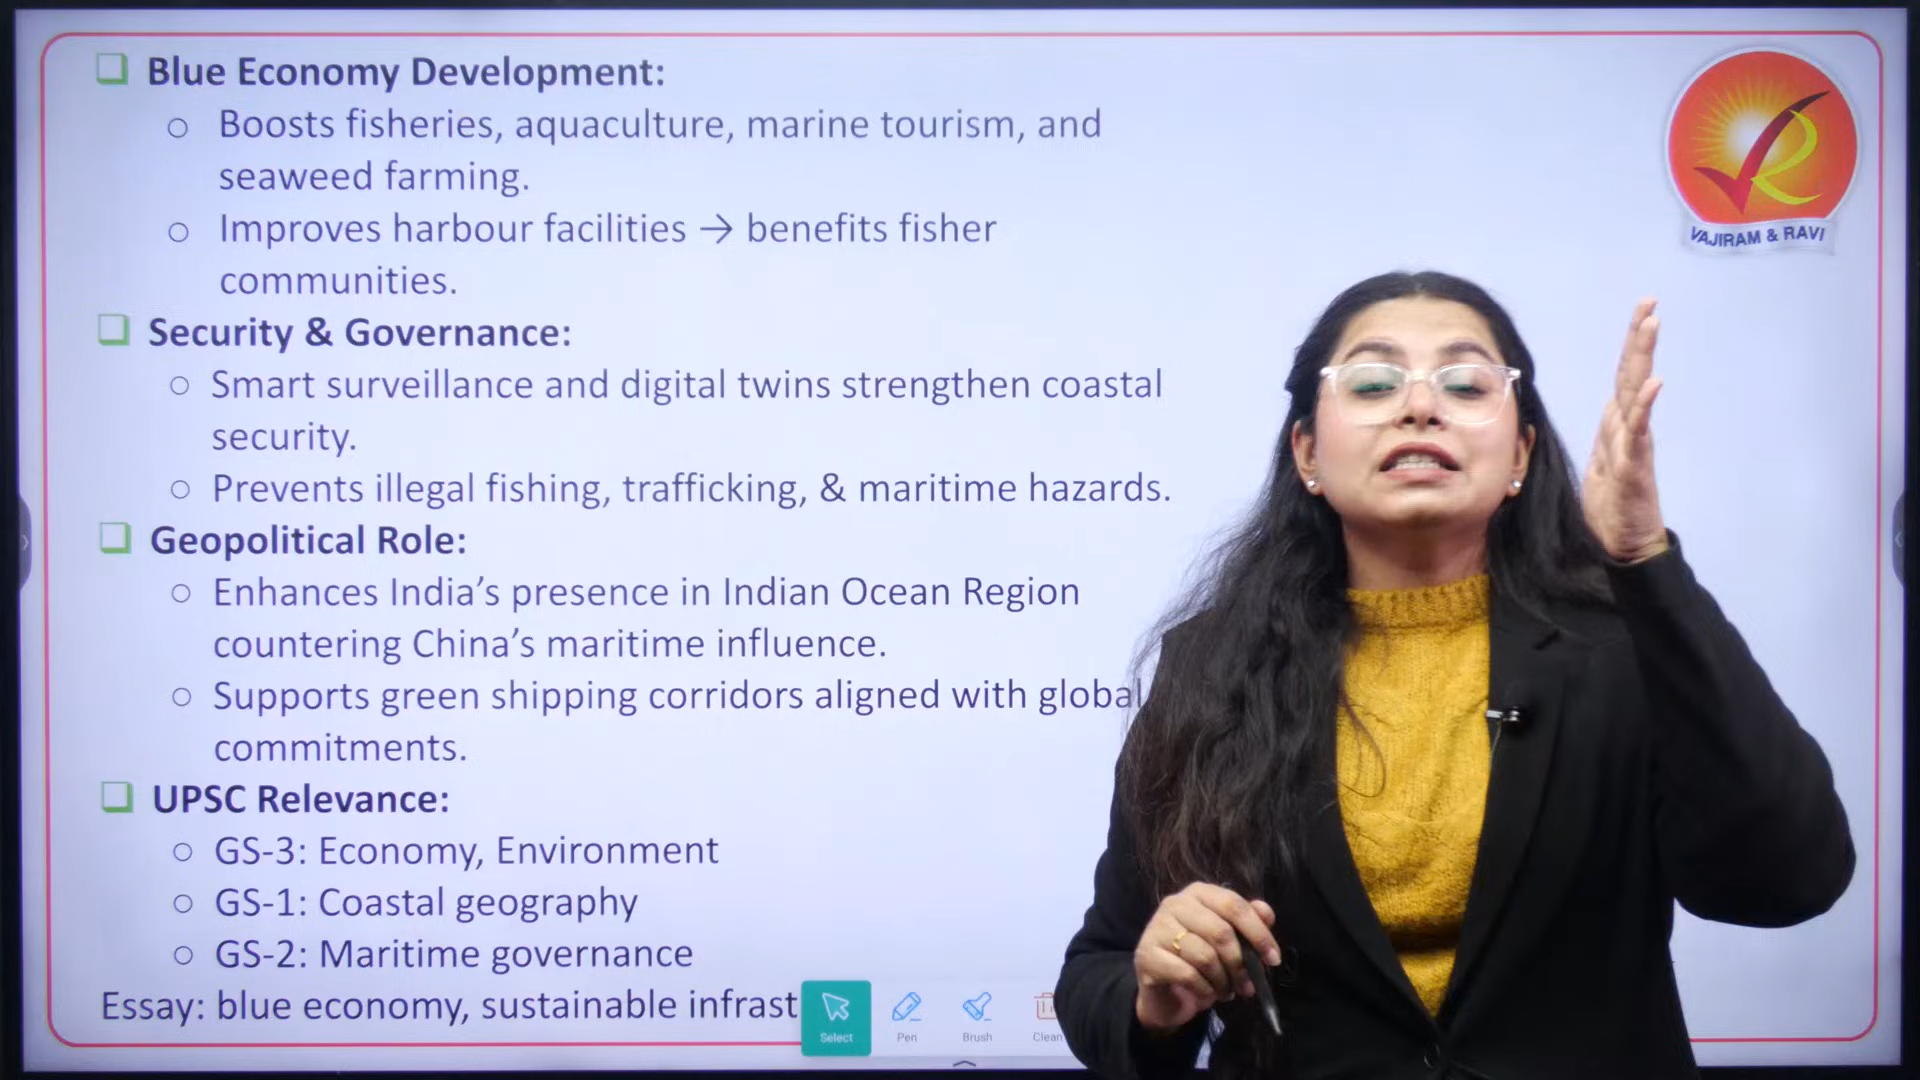 Blue Economy Development:
Boosts fisheries, aquaculture, marine tourism, and
seaweed farming.
Improves harbour facilities → benefits fisher
communities.
Security & Governance:
Smart surveillance and digital twins strengthen coastal
security.
Prevents illegal fishing, trafficking, & maritime hazards.
Geopolitical Role:
Enhances India’s presence in Indian Ocean Region
countering China’s maritime influence.
Supports green shipping corridors aligned with global
commitments.
UPSC Relevance:
GS-3: Economy, Environment
GS-1: Coastal geography
GS-2: Maritime governance
Essay: blue economy, sustainable infrast
Select
Pen
Brush
Clean
VAJIRAM & RAVI